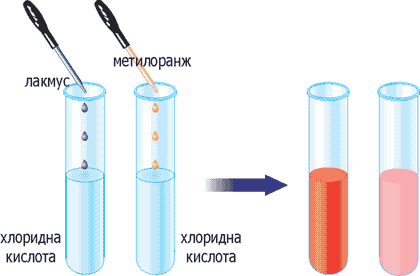 лакмус
метилоранж
хлоридна
кислота
хлоридна
кислота